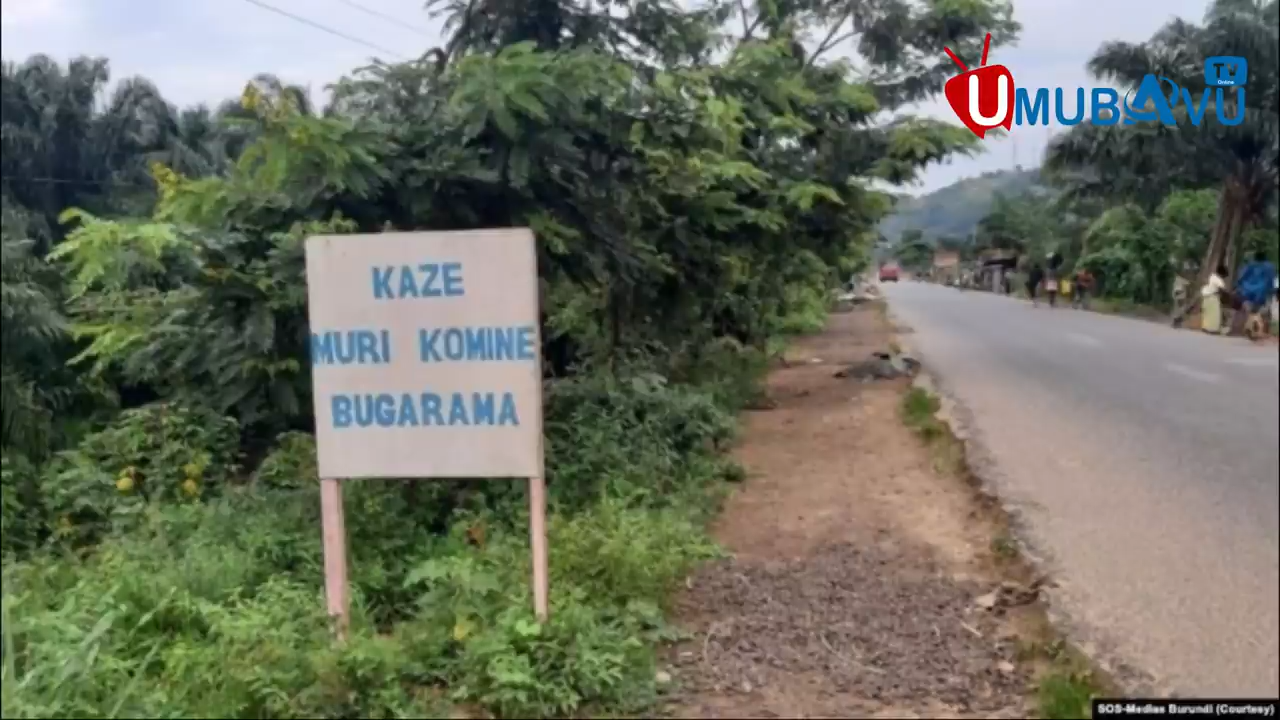 UMUBAVU
TV
Online
KAZE
MURI KOMINE
BUGARAMA
SOS-Medias Burundi (Courtesy)